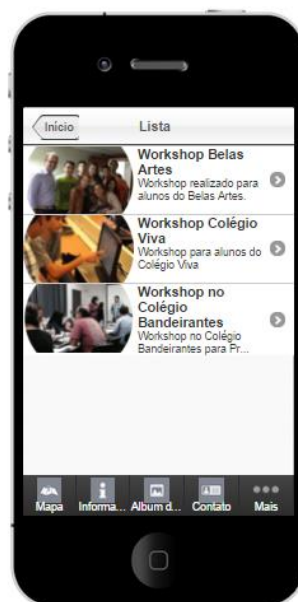 Início Lista
Workshop Belas
Artes
Workshop realizado para
alunos do Belas Artes.
Workshop Colégio
Viva
Workshop para alunos do
Colégio Viva
Workshop no
Colégio
Bandeirantes
Workshop no Colégio
Bandeirantes para Pr...
Mapa Informa... Album d... Contato Mais